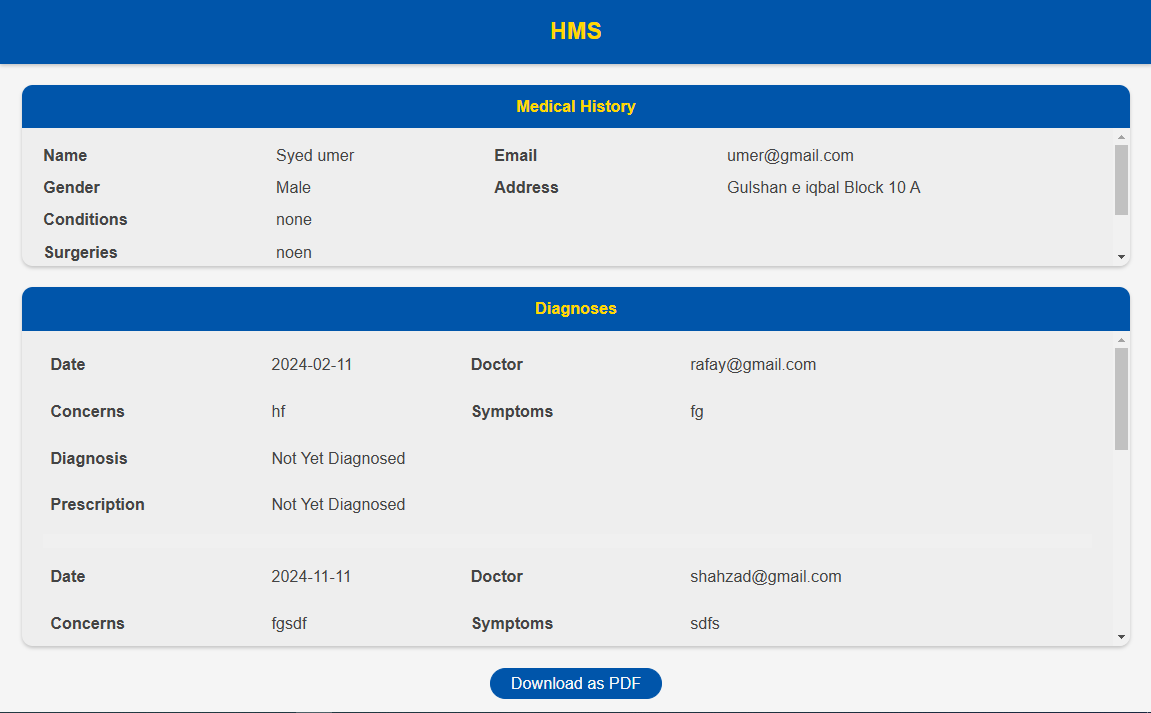 HMS
Medical History
Name Syed umer Email umer@gmail.com
Gender Male Address Gulshan e iqbal Block 10 A
Conditions none
Surgeries noen
Diagnoses
Date 2024-02-11 Doctor rafay@gmail.com
Concerns hf Symptoms fg
Diagnosis Not Yet Diagnosed
Prescription Not Yet Diagnosed
Date 2024-11-11 Doctor shahzad@gmail.com
Concerns fgsdf Symptoms sdfs
Download as PDF